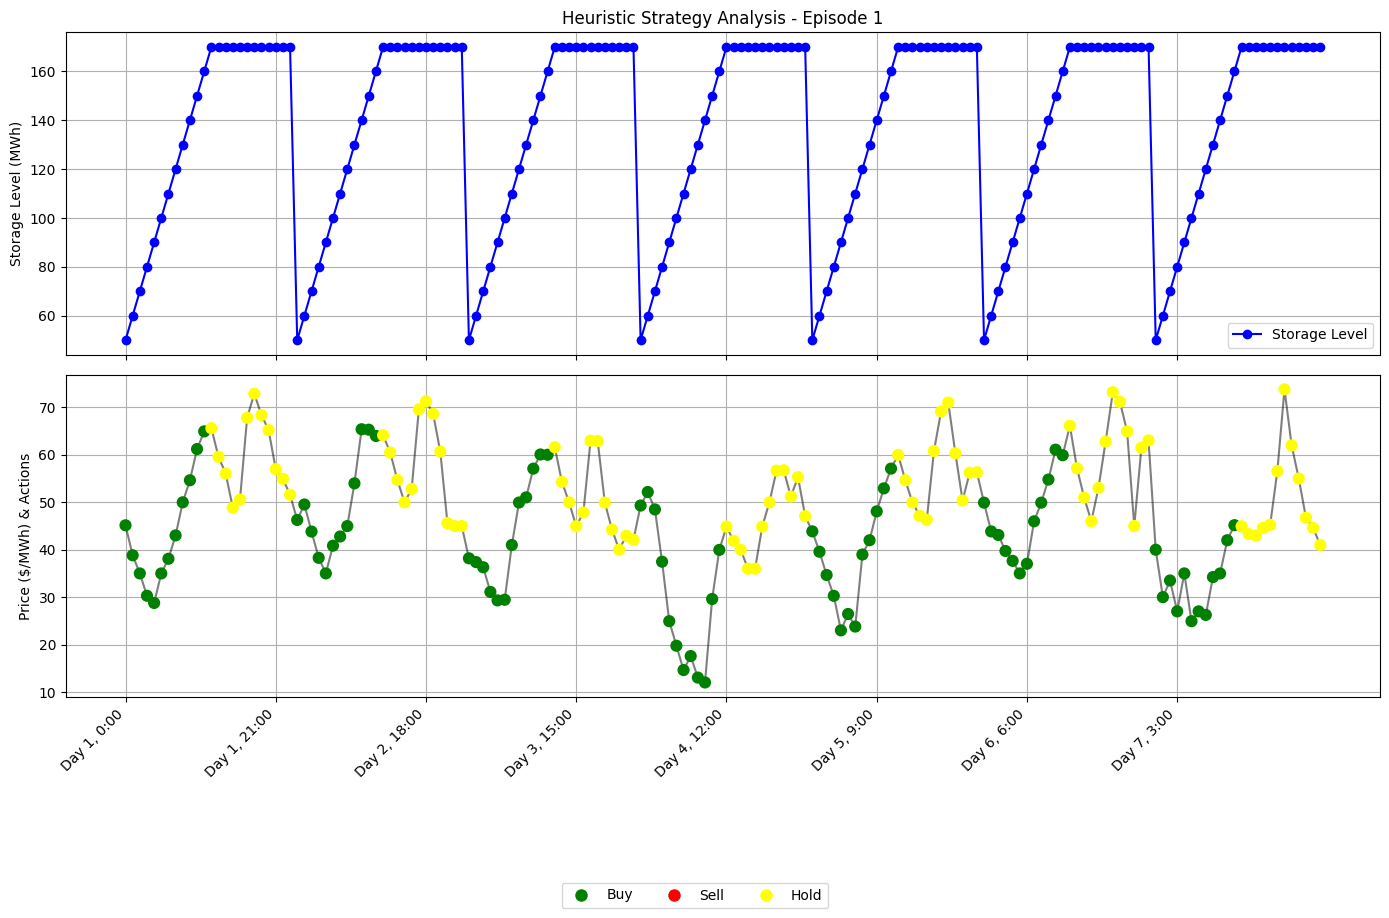 Heuristic Strategy Analysis - Episode 1
Storage Level (MWh)
160
140
120
100
80
60
Storage Level
Price ($/MWh) & Actions
70
60
50
40
30
20
10
Day 1, 0:00
Day 1, 21:00
Day 2, 18:00
Day 3, 15:00
Day 4, 12:00
Day 5, 9:00
Day 6, 6:00
Day 7, 3:00
Buy
Sell
Hold